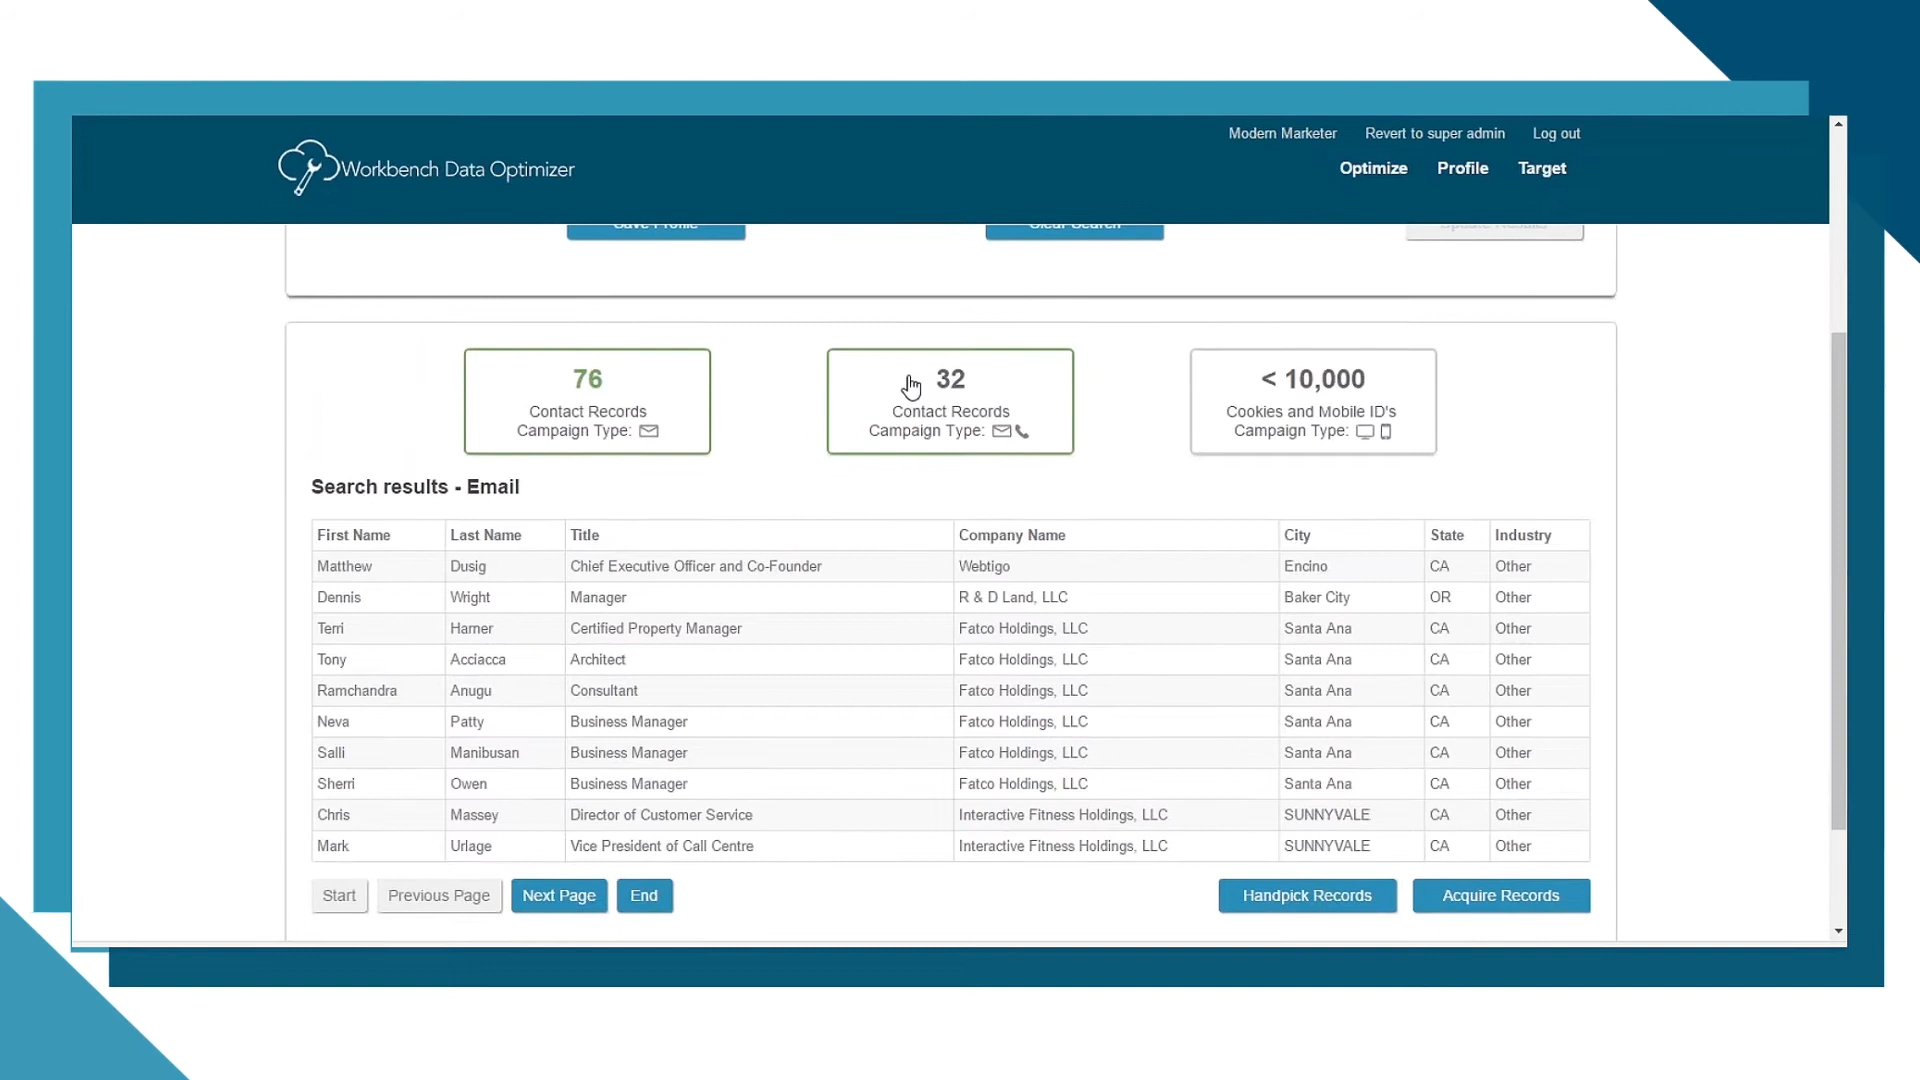 Modern Marketer Revert to super admin Log out
Workbench Data Optimizer
Optimize Profile Target
Save Profile Clear Search Update Results
76 32 < 10,000
Contact Records Contact Records Cookies and Mobile ID's
Campaign Type: Campaign Type: Campaign Type:
Search results - Email
First Name Last Name Title Company Name City State Industry
Matthew Dusig Chief Executive Officer and Co-Founder Webtigo Encino CA Other
Dennis Wright Manager R & D Land, LLC Baker City OR Other
Terri Harner Certified Property Manager Fatco Holdings, LLC Santa Ana CA Other
Tony Acciacca Architect Fatco Holdings, LLC Santa Ana CA Other
Ramchandra Anugu Consultant Fatco Holdings, LLC Santa Ana CA Other
Neva Patty Business Manager Fatco Holdings, LLC Santa Ana CA Other
Salli Manibusan Business Manager Fatco Holdings, LLC Santa Ana CA Other
Sherri Owen Business Manager Fatco Holdings, LLC Santa Ana CA Other
Chris Massey Director of Customer Service Interactive Fitness Holdings, LLC SUNNYVALE CA Other
Mark Urlage Vice President of Call Centre Interactive Fitness Holdings, LLC SUNNYVALE CA Other
Start Previous Page Next Page End Handpick Records Acquire Records